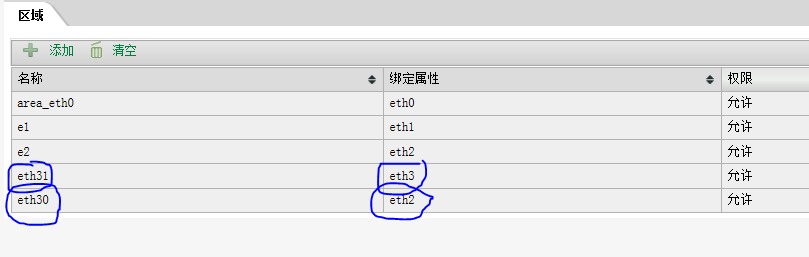 区域
添加 清空
名称 绑定属性 权限
area_eth0 eth0 允许
e1 eth1 允许
e2 eth2 允许
eth31 eth3 允许
eth30 eth2 允许